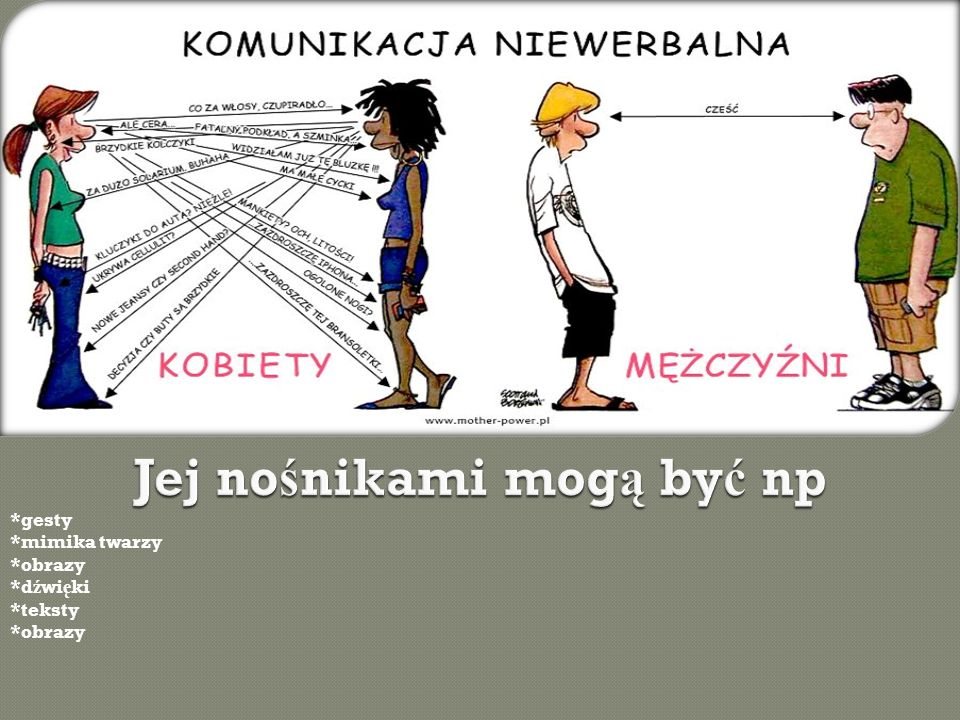 KOMUNIKACJA NIEWERBALNA
CO ZA WŁOSY, CZUPIRADŁO...
ALE CERA...
FATALNY PODKŁAD, A SZMINKA?!
BRZYDKIE KOLCZYKI
WIDZIAŁAM JUŻ TĘ BLUZKĘ !!!
ZA DUŻO SOLARIUM, BUHAHA
MA MAŁE CYCKI
KLUCZYKI DO AUTA? NIEŹLE!
UKRYWA CELLULIT?
MANKIETY? OCH, LITOŚCI!
ZAZDROSZCZĘ IPHONA...
NOWE JEANSY CZY SECOND HAND?
OGOLONE NOGI?
...ZAZDROSZCZĘ TEJ BRANSOLETKI...
DECYZJA CZY BUTY SĄ BRZYDKIE
CZEŚĆ
KOBIETY
MĘŻCZYŹNI
www.mother-power.pl
Jej nośnikami mogą być np
*gesty
*mimika twarzy
*obrazy
*dźwięki
*teksty
*obrazy